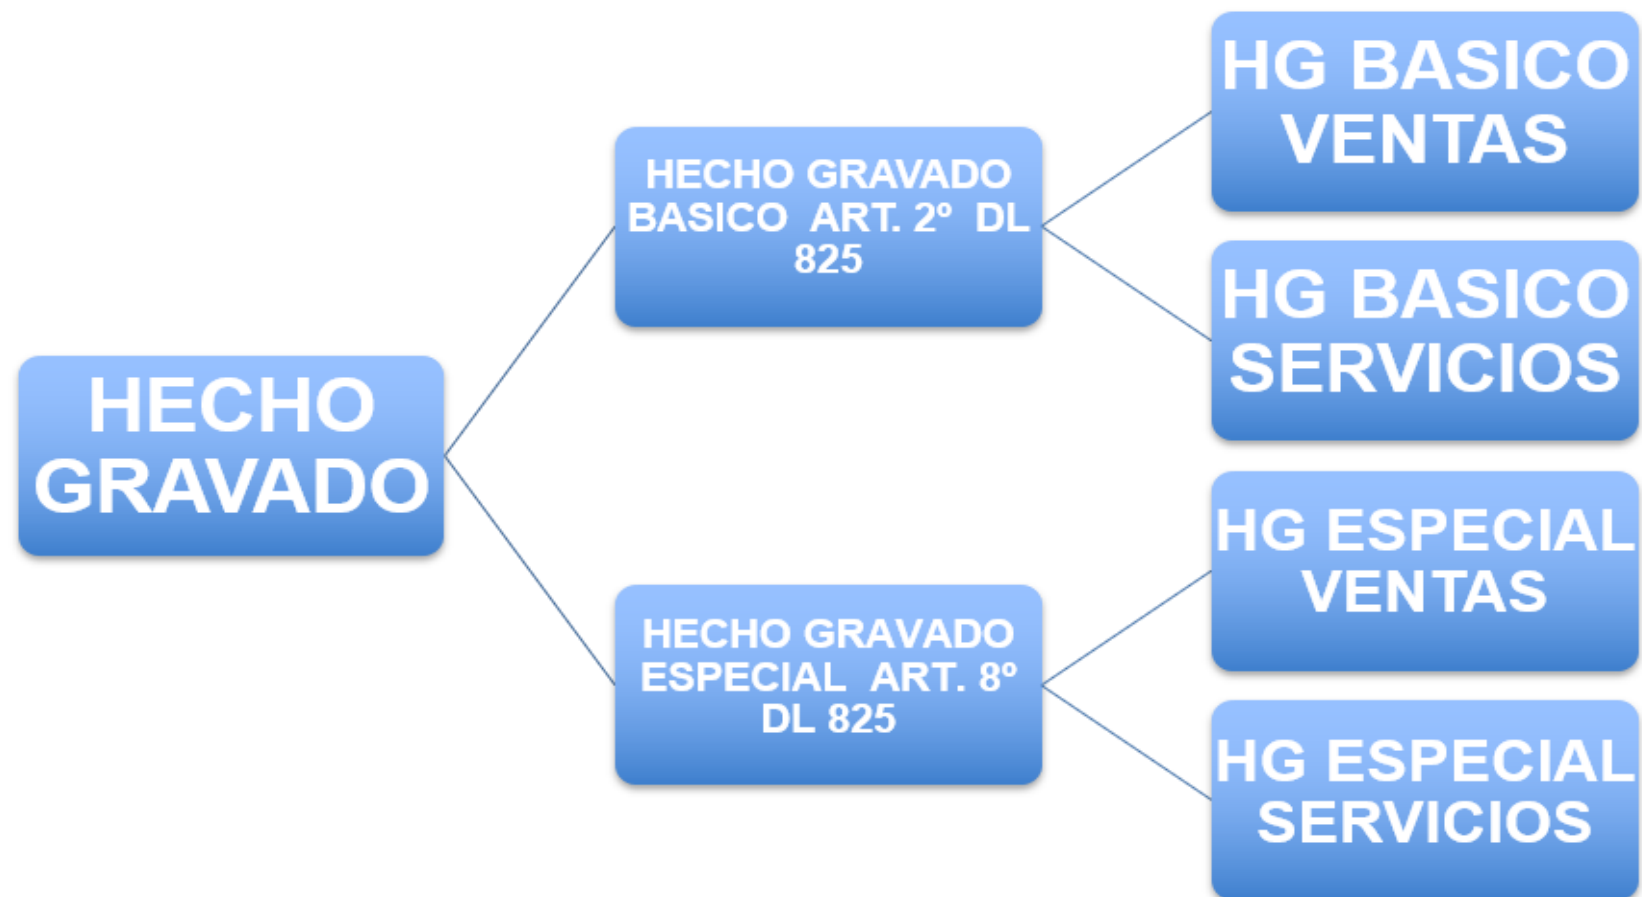 HECHO
GRAVADO
HECHO GRAVADO
BASICO ART. 2º DL
825
HECHO GRAVADO
ESPECIAL ART. 8º
DL 825
HG BASICO
VENTAS
HG BASICO
SERVICIOS
HG ESPECIAL
VENTAS
HG ESPECIAL
SERVICIOS